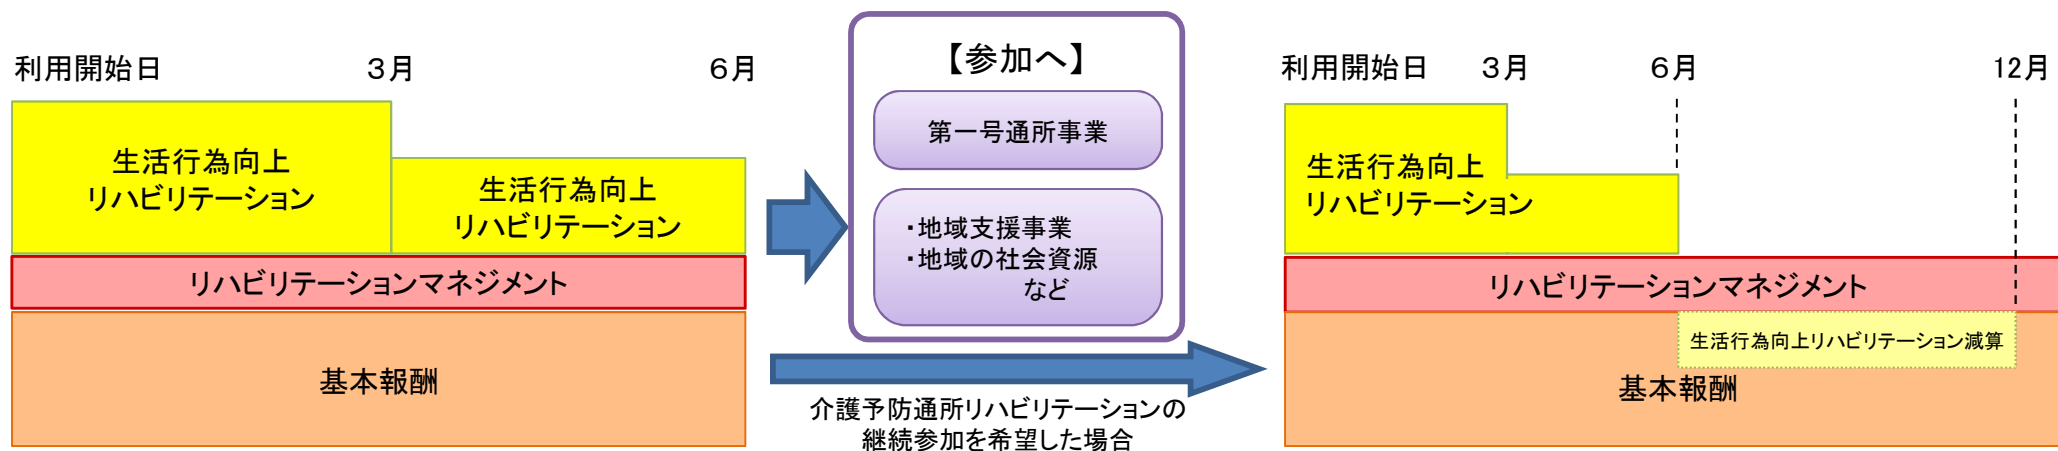 利用開始日
３月
６月
生活行為向上
リハビリテーション
生活行為向上
リハビリテーション
リハビリテーションマネジメント
基本報酬
【参加へ】
第一号通所事業
・地域支援事業
・地域の社会資源
など
介護予防通所リハビリテーションの
継続参加を希望した場合
利用開始日
３月
６月
12月
生活行為向上
リハビリテーション
リハビリテーションマネジメント
生活行為向上リハビリテーション減算
基本報酬